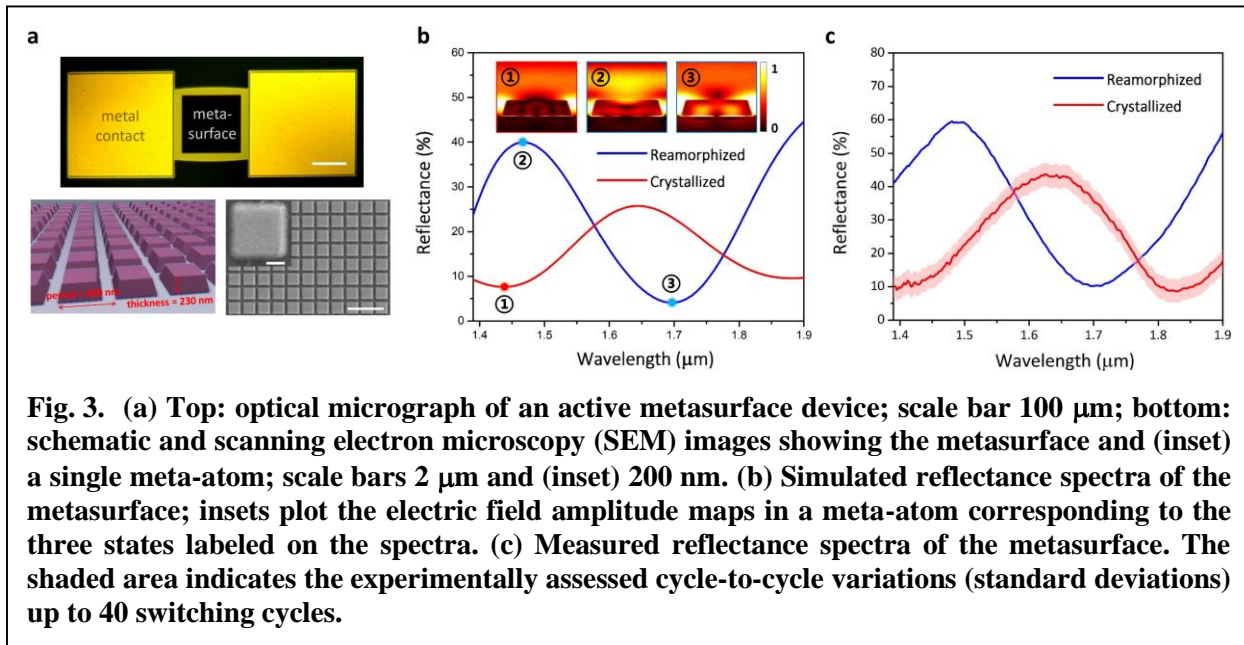 a
metal
contact
meta-
surface
thickness = 230 nm
b
Reflectance (%)
60
50
40
30
20
10
0
① ② ③
1
0
Reamorphized
Crystallized
②
①
③
1.4 1.5 1.6 1.7 1.8 1.9
Wavelength (μm)
c
Reflectance (%)
80
70
60
50
40
30
20
10
0
Reamorphized
Crystallized
1.4 1.5 1.6 1.7 1.8 1.9
Wavelength (μm)
Fig. 3. (a) Top: optical micrograph of an active metasurface device; scale bar 100 μm; bottom:
schematic and scanning electron microscopy (SEM) images showing the metasurface and (inset)
a single meta-atom; scale bars 2 μm and (inset) 200 nm. (b) Simulated reflectance spectra of the
metasurface; insets plot the electric field amplitude maps in a meta-atom corresponding to the
three states labeled on the spectra. (c) Measured reflectance spectra of the metasurface. The
shaded area indicates the experimentally assessed cycle-to-cycle variations (standard deviations)
up to 40 switching cycles.